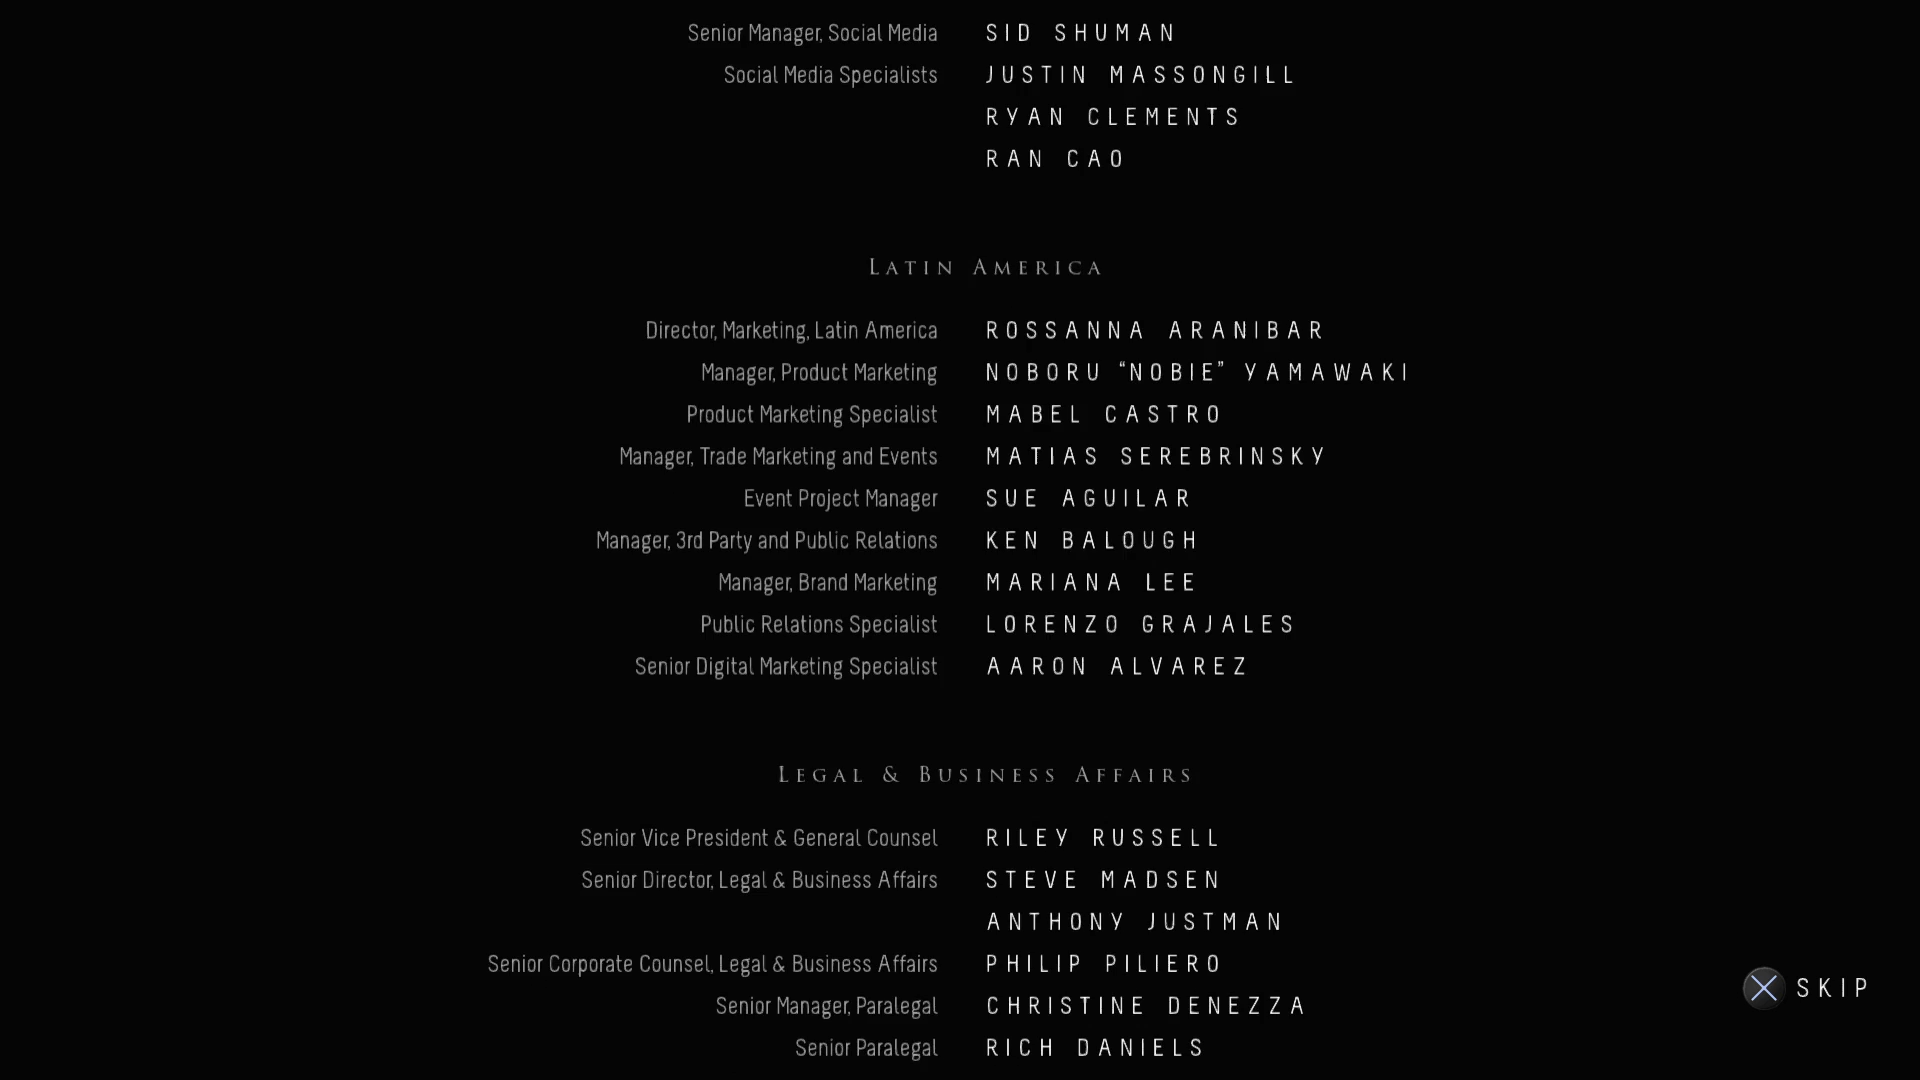 Senior Manager, Social Media SID SHUMAN
Social Media Specialists JUSTIN MASSONGILL
RYAN CLEMENTS
RAN CAO
LATIN AMERICA
Director, Marketing, Latin America ROSSANNA ARANIBAR
Manager, Product Marketing NOBORU “NOBIE” YAMAWAKI
Product Marketing Specialist MABEL CASTRO
Manager, Trade Marketing and Events MATIAS SEREBRINSKY
Event Project Manager SUE AGUILAR
Manager, 3rd Party and Public Relations KEN BALOUGH
Manager, Brand Marketing MARIANA LEE
Public Relations Specialist LORENZO GRAJALES
Senior Digital Marketing Specialist AARON ALVAREZ
LEGAL & BUSINESS AFFAIRS
Senior Vice President & General Counsel RILEY RUSSELL
Senior Director, Legal & Business Affairs STEVE MADSEN
ANTHONY JUSTMAN
Senior Corporate Counsel, Legal & Business Affairs PHILIP PILIERO
SKIP
Senior Manager, Paralegal CHRISTINE DENEZZA
Senior Paralegal RICH DANIELS